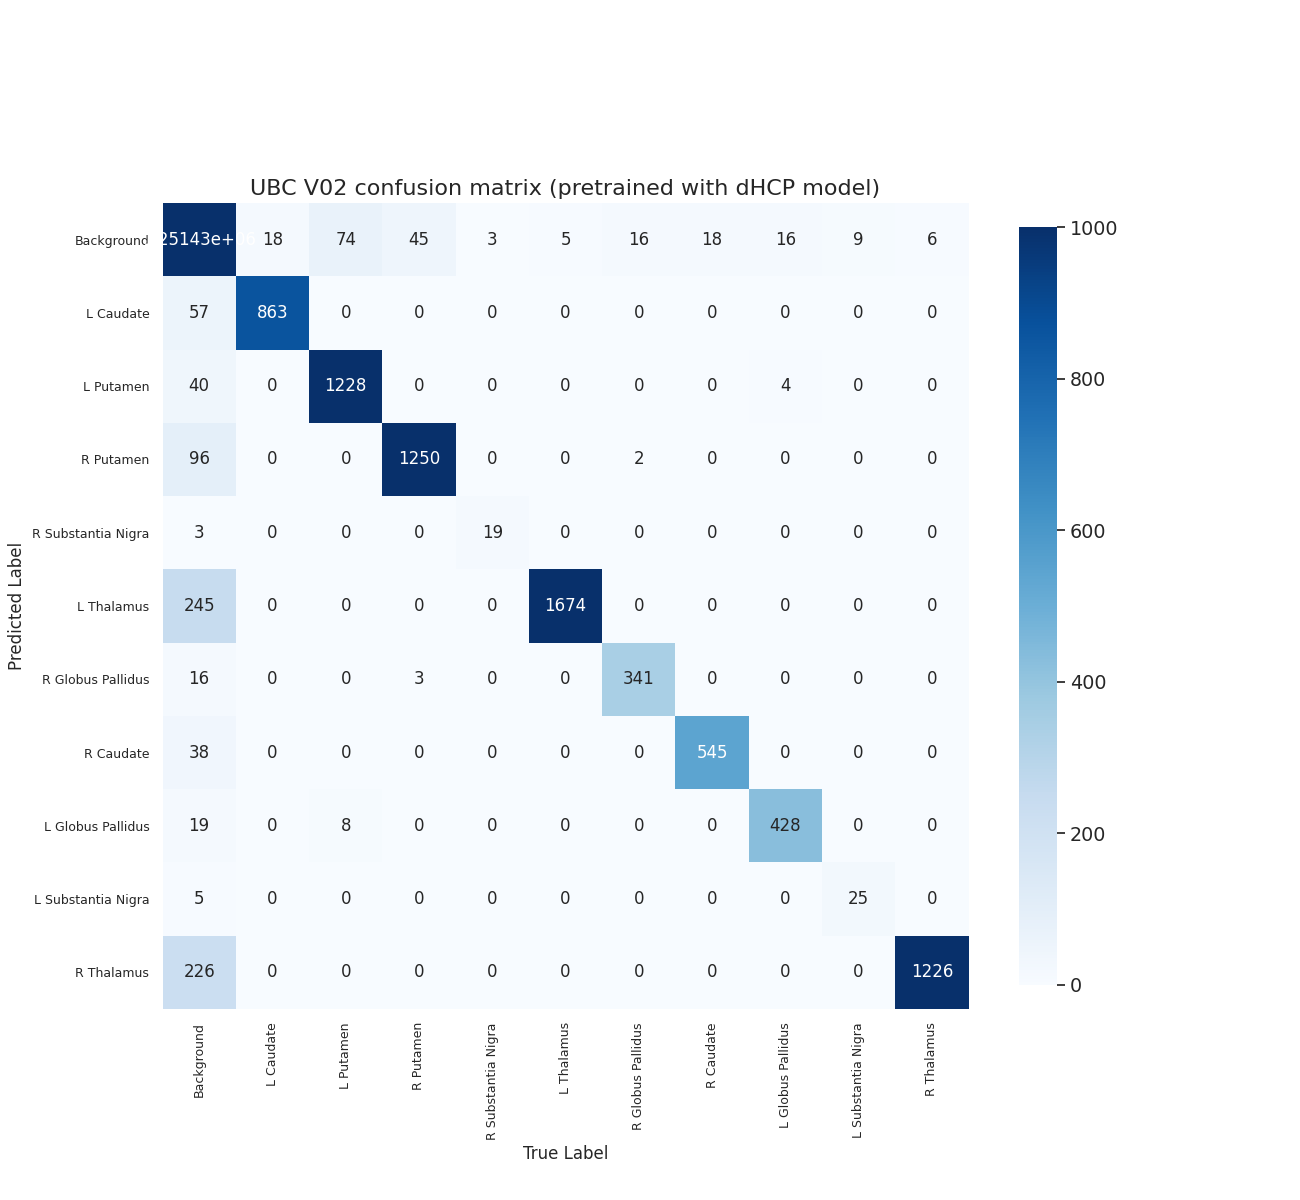 UBC V02 confusion matrix (pretrained with dHCP model)
Background 25143e+06 18 74 45 3 5 16 18 16 9 6
L Caudate 57 863 0 0 0 0 0 0 0 0 0
L Putamen 40 0 1228 0 0 0 0 0 4 0 0
R Putamen 96 0 0 1250 0 0 2 0 0 0 0
R Substantia Nigra 3 0 0 0 19 0 0 0 0 0 0
L Thalamus 245 0 0 0 0 1674 0 0 0 0 0
R Globus Pallidus 16 0 0 3 0 0 341 0 0 0 0
R Caudate 38 0 0 0 0 0 0 545 0 0 0
L Globus Pallidus 19 0 8 0 0 0 0 0 428 0 0
L Substantia Nigra 5 0 0 0 0 0 0 0 0 25 0
R Thalamus 226 0 0 0 0 0 0 0 0 0 1226
Predicted Label
Background
L Caudate
L Putamen
R Putamen
R Substantia Nigra
L Thalamus
R Globus Pallidus
R Caudate
L Globus Pallidus
L Substantia Nigra
R Thalamus
True Label
1000
800
600
400
200
0